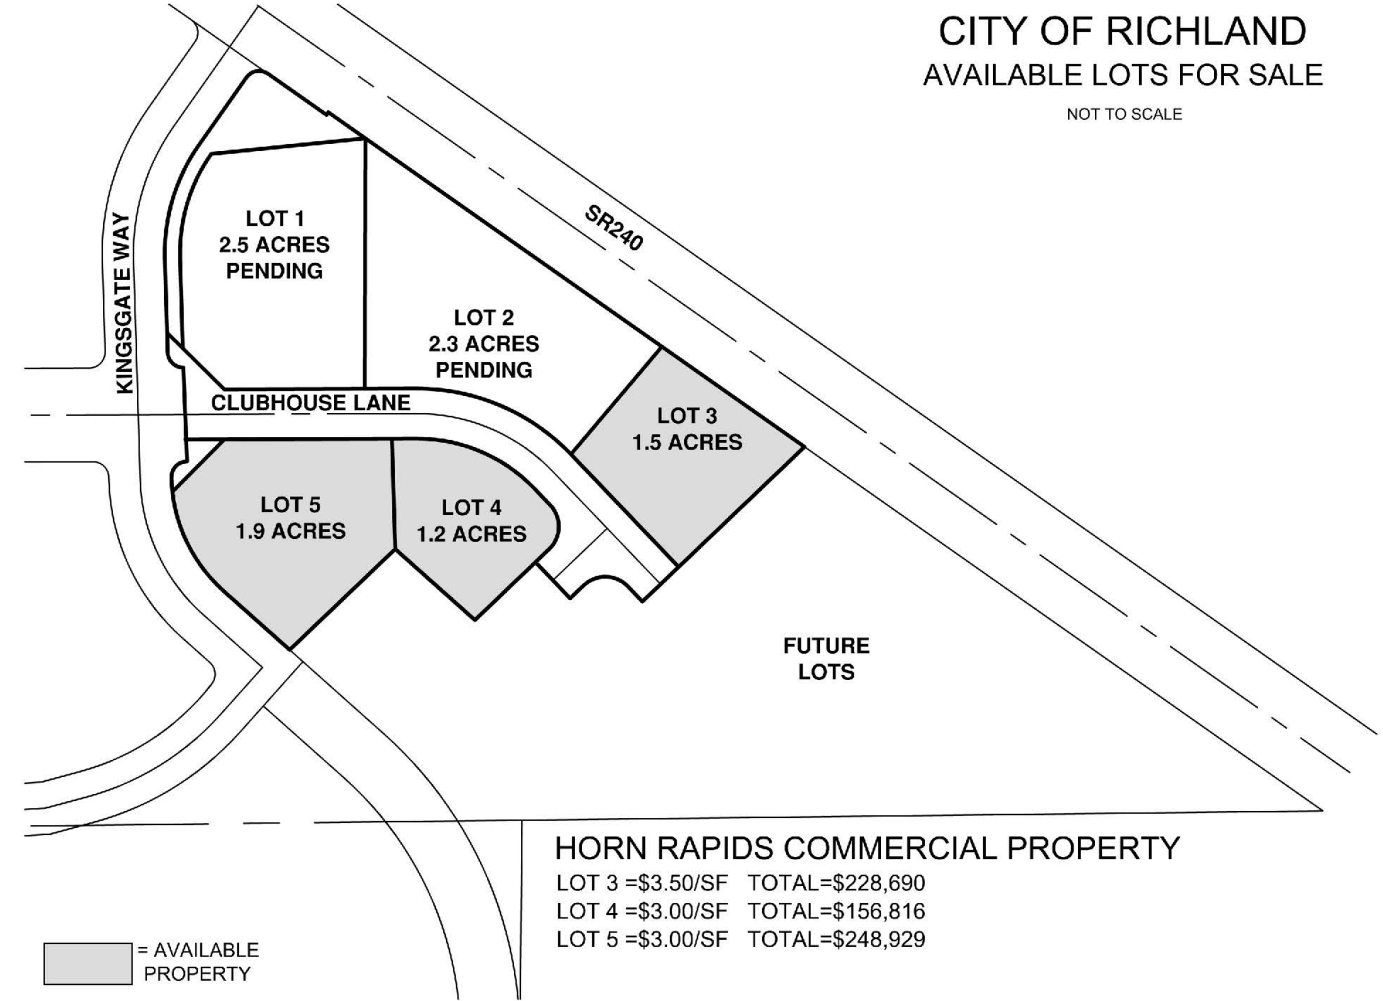 CITY OF RICHLAND
AVAILABLE LOTS FOR SALE
NOT TO SCALE
SR240
KINGSGATE WAY
LOT 1
2.5 ACRES
PENDING
LOT 2
2.3 ACRES
PENDING
CLUBHOUSE LANE
LOT 3
1.5 ACRES
LOT 5
1.9 ACRES
LOT 4
1.2 ACRES
FUTURE
LOTS
HORN RAPIDS COMMERCIAL PROPERTY
LOT 3 =$3.50/SF TOTAL=$228,690
LOT 4 =$3.00/SF TOTAL=$156,816
LOT 5 =$3.00/SF TOTAL=$248,929
= AVAILABLE
PROPERTY